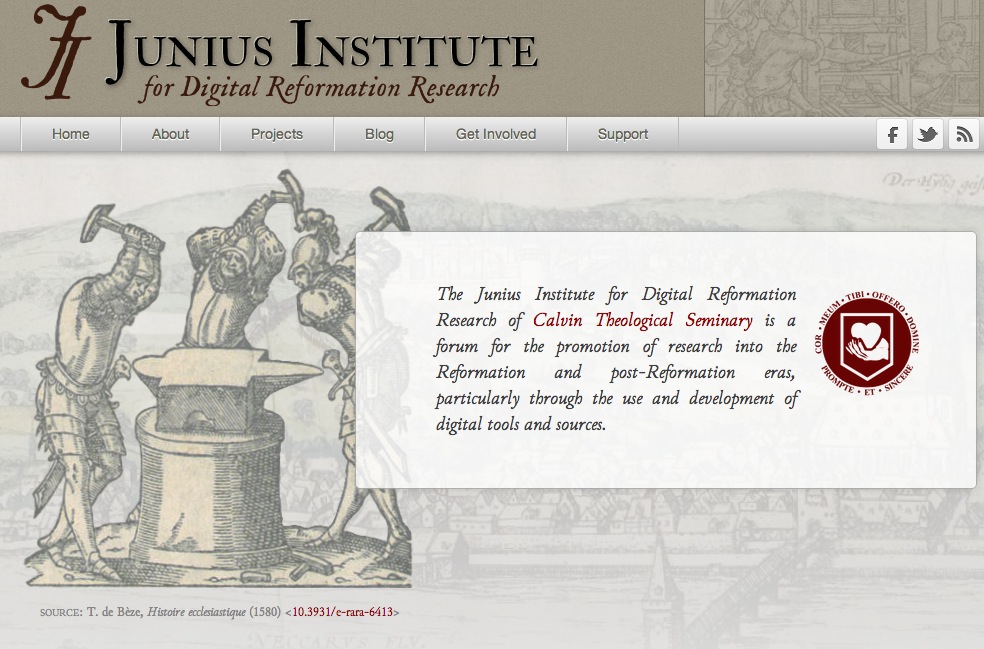 JUNIUS INSTITUTE
for Digital Reformation Research
Home About Projects Blog Get Involved Support
Der Hylig geis
The Junius Institute for Digital Reformation
Research of Calvin Theological Seminary is a
forum for the promotion of research into the
Reformation and post-Reformation eras,
particularly through the use and development of
digital tools and sources.
COR • MEUM • TIBI • OFFERO • DOMINE
PROMPTE • ET • SINCERE
SOURCE: T. de Bèze, Histoire ecclesiastique (1580) <10.3931/e-rara-6413>
NECCARVS FLV.